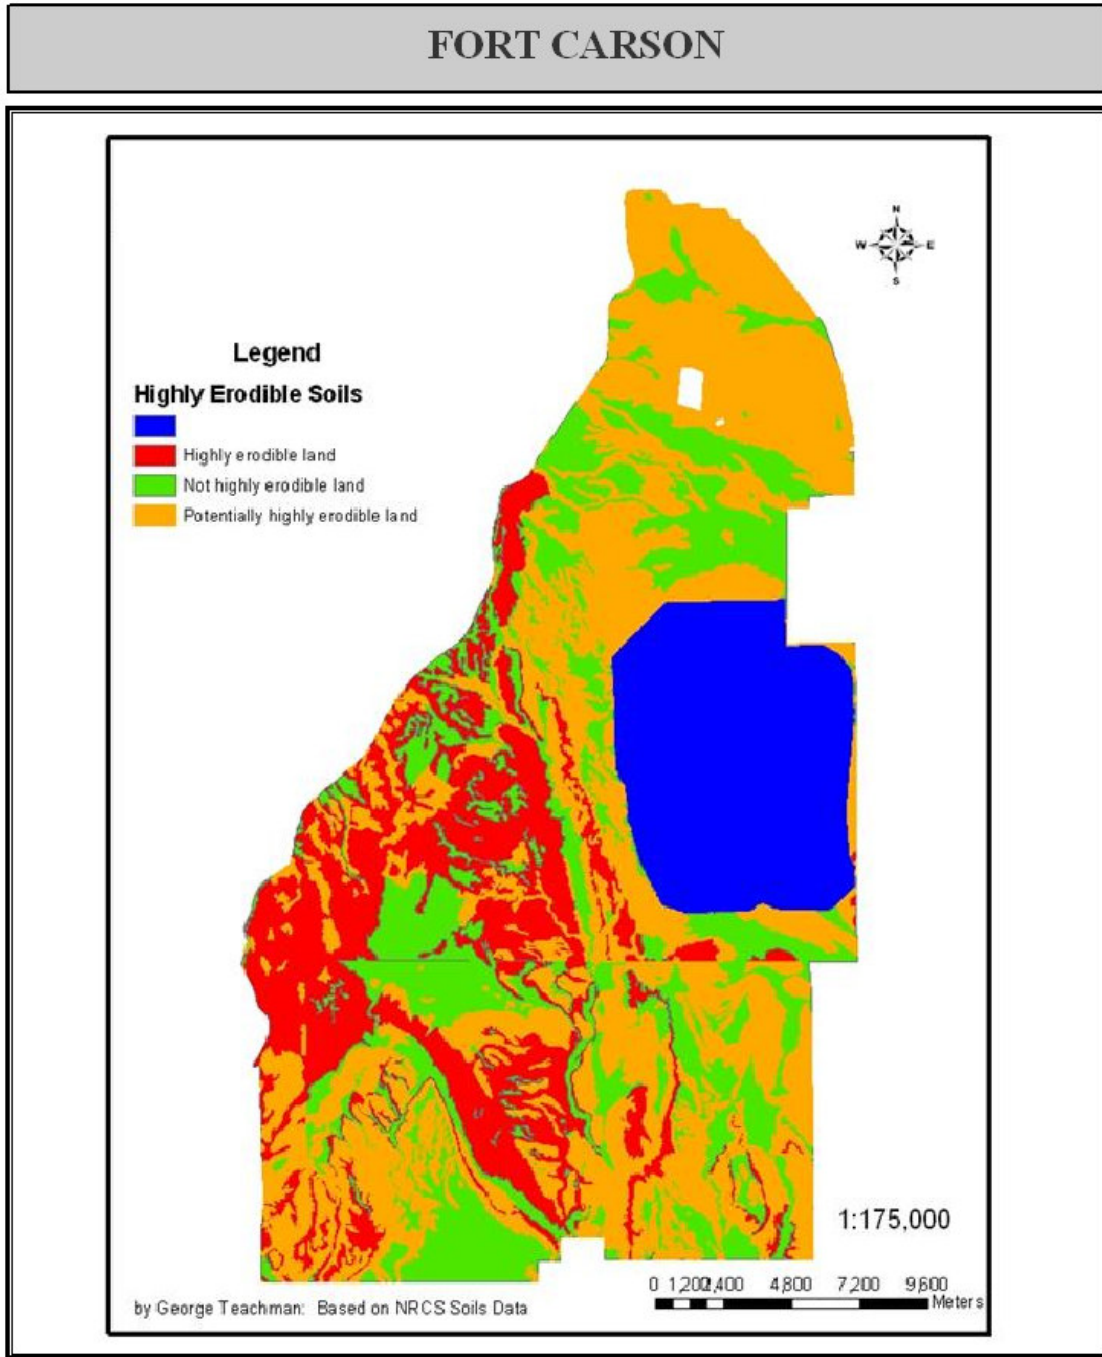 FORT CARSON
N
W E
S
Legend
Highly Erodible Soils
Highly erodible land
Not highly erodible land
Potentially highly erodible land
1:175,000
0 1,200 2,400 4,800 7,200 9,600
Meters
by George Teachman: Based on NRCS Soils Data